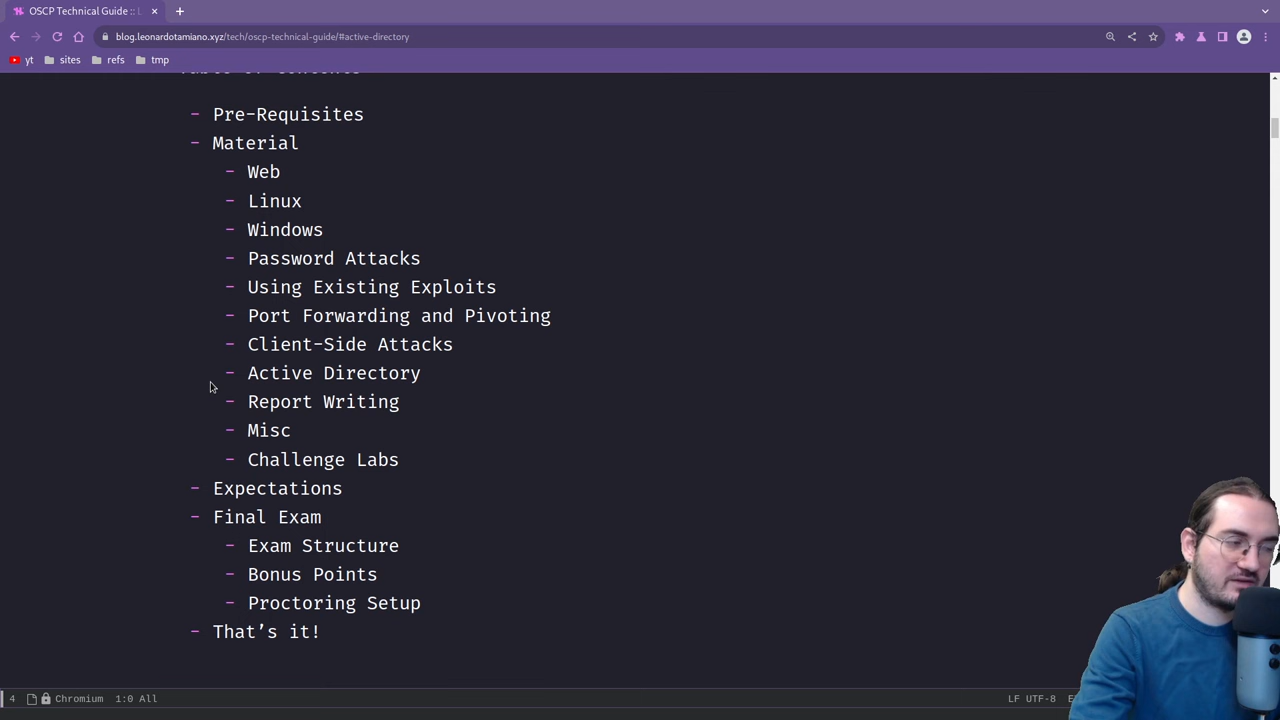 OSCP Technical Guide ::
blog.leonardotamiano.xyz/tech/oscp-technical-guide/#active-directory
yt sites refs tmp
Table of Contents
- Pre-Requisites
- Material
- Web
- Linux
- Windows
- Password Attacks
- Using Existing Exploits
- Port Forwarding and Pivoting
- Client-Side Attacks
- Active Directory
- Report Writing
- Misc
- Challenge Labs
- Expectations
- Final Exam
- Exam Structure
- Bonus Points
- Proctoring Setup
- That’s it!
4 Chromium 1:0 All LF UTF-8